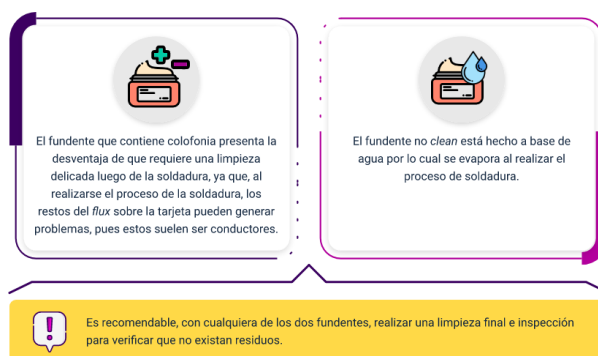 El fundente que contiene colofonia presenta la
desventaja de que requiere una limpieza
delicada luego de la soldadura, ya que, al
realizarse el proceso de la soldadura, los
restos del flux sobre la tarjeta pueden generar
problemas, pues estos suelen ser conductores.
El fundente no clean está hecho a base de
agua por lo cual se evapora al realizar el
proceso de soldadura.
Es recomendable, con cualquiera de los dos fundentes, realizar una limpieza final e inspección
para verificar que no existan residuos.